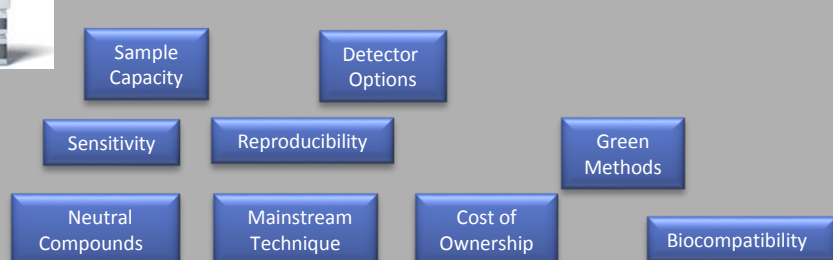 Sample
Capacity
Detector
Options
Sensitivity
Reproducibility
Green
Methods
Neutral
Compounds
Mainstream
Technique
Cost of
Ownership
Biocompatibility